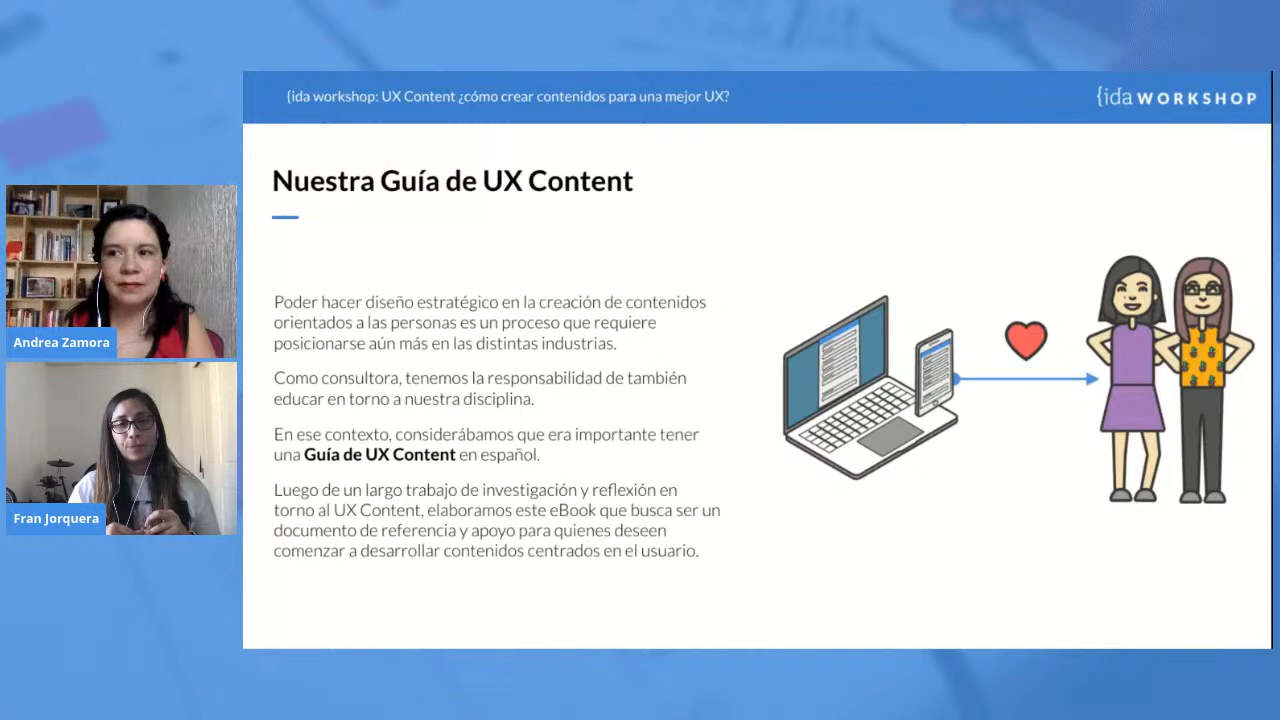 {ida workshop: UX Content ¿cómo crear contenidos para una mejor UX?
{ida WORKSHOP
Nuestra Guía de UX Content
Poder hacer diseño estratégico en la creación de contenidos
orientados a las personas es un proceso que requiere
posicionarse aún más en las distintas industrias.
Como consultora, tenemos la responsabilidad de también
educar en torno a nuestra disciplina.
En ese contexto, considerábamos que era importante tener
una Guía de UX Content en español.
Luego de un largo trabajo de investigación y reflexión en
torno al UX Content, elaboramos este eBook que busca ser un
documento de referencia y apoyo para quienes deseen
comenzar a desarrollar contenidos centrados en el usuario.
Andrea Zamora
Fran Jorquera